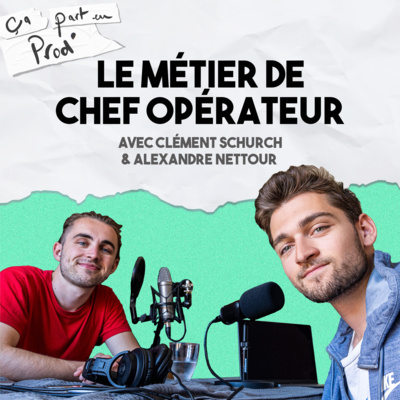 Ça part en
Prod'
LE MÉTIER DE
CHEF OPÉRATEUR
AVEC CLÉMENT SCHURCH
& ALEXANDRE NETTOUR